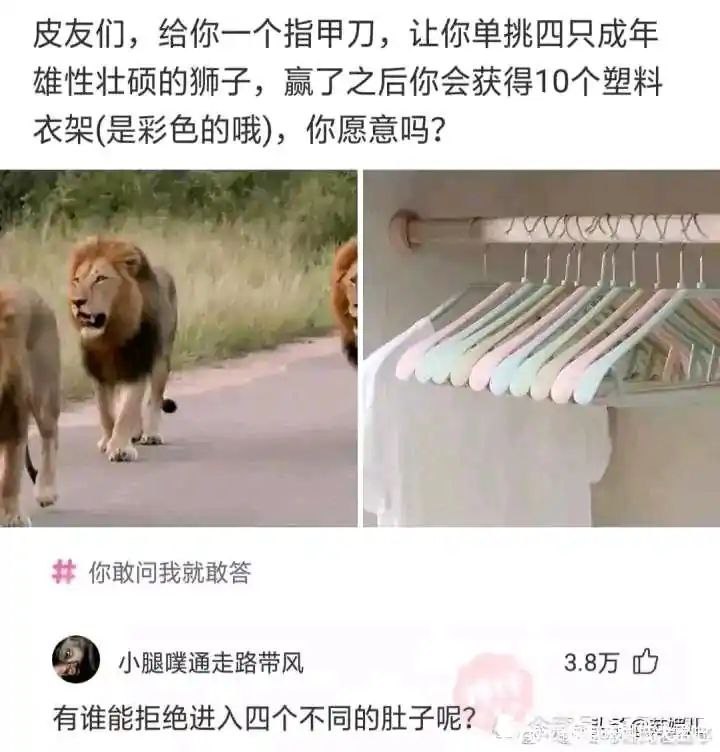 皮友们，给你一个指甲刀，让你单挑四只成年
雄性壮硕的狮子，赢了之后你会获得10个塑料
衣架(是彩色的哦)，你愿意吗？
# 你敢问我就敢答
小腿噗通走路带风
3.8万
有谁能拒绝进入四个不同的肚子呢？